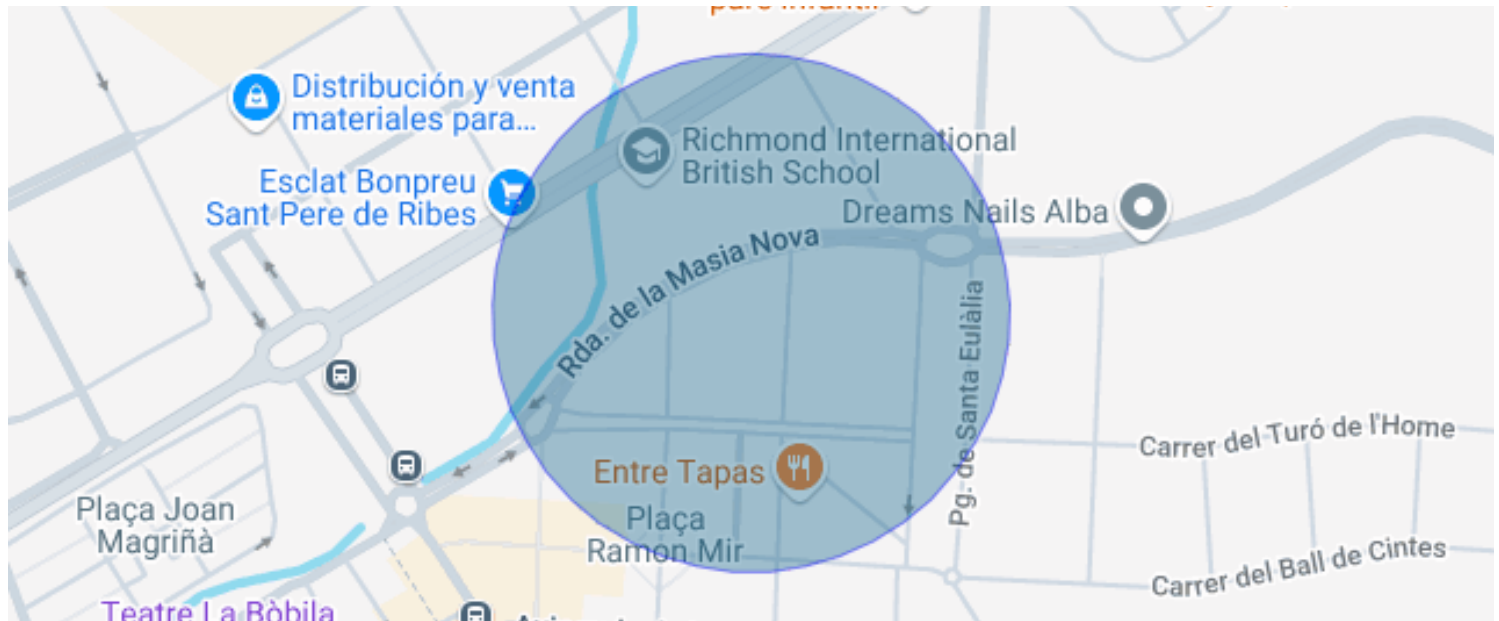 parc infantil
Distribución y venta
materiales para...
Richmond International
British School
Esclat Bonpreu
Sant Pere de Ribes
Dreams Nails Alba
Rda. de la Masia Nova
Pg. de Santa Eulàlia
Carrer del Turó de l'Home
Entre Tapas
Plaça Joan
Magriñà
Plaça
Ramon Mir
Carrer del Ball de Cintes
Teatre La Bòbila